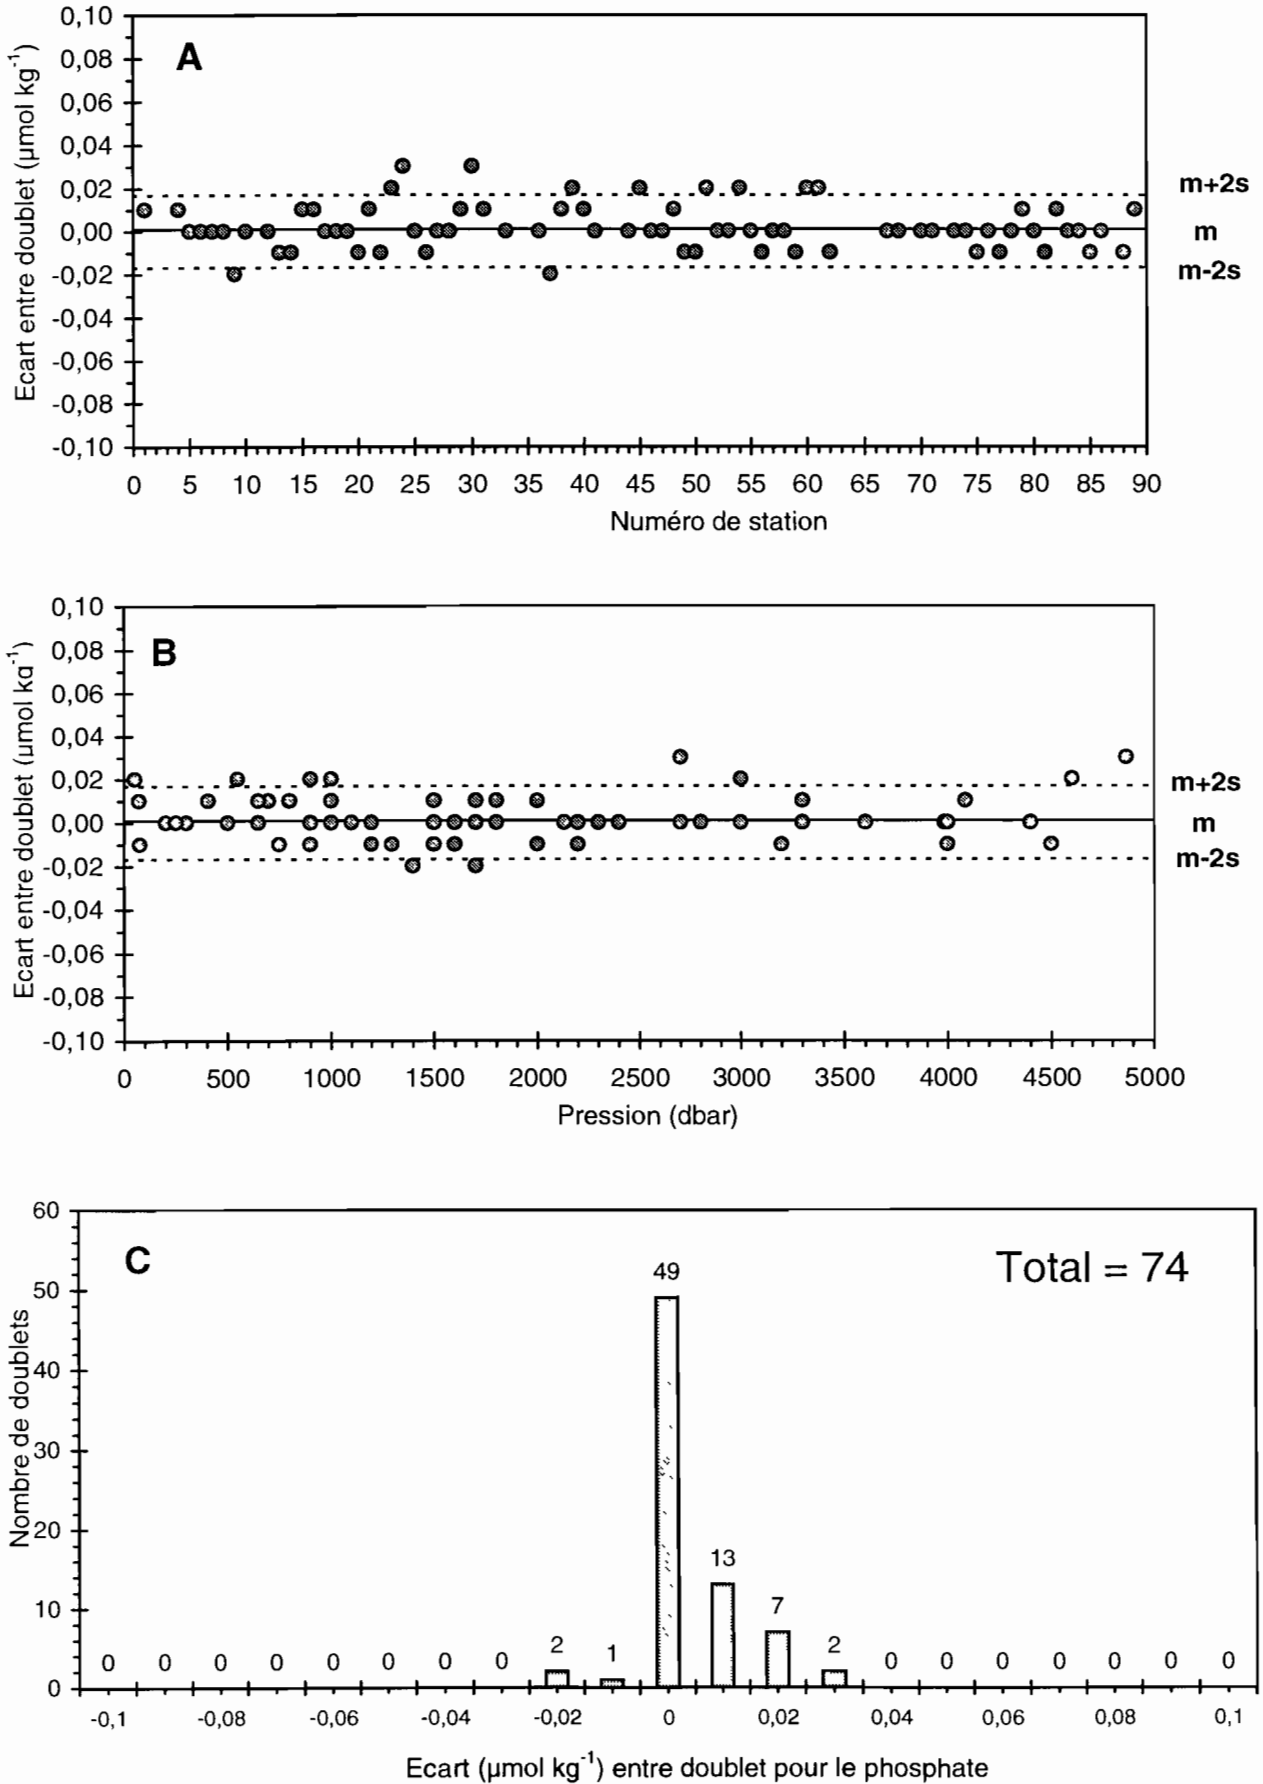 0,10
A
0,08
0,06
0,04
0,02
0,00
-0,02
-0,04
-0,06
-0,08
-0,10
Ecart entre doublet (µmol kg-1)
m+2s
m
m-2s
0 5 10 15 20 25 30 35 40 45 50 55 60 65 70 75 80 85 90
Numéro de station
0,10
B
0,08
0,06
0,04
0,02
0,00
-0,02
-0,04
-0,06
-0,08
-0,10
Ecart entre doublet (µmol kg-1)
m+2s
m
m-2s
0 500 1000 1500 2000 2500 3000 3500 4000 4500 5000
Pression (dbar)
60
C
Total = 74
50
40
30
20
10
0
Nombre de doublets
0 0 0 0 0 0 0 0 2 1 49 13 7 2 0 0 0 0 0 0 0
-0,1 -0,08 -0,06 -0,04 -0,02 0 0,02 0,04 0,06 0,08 0,1
Ecart (µmol kg-1) entre doublet pour le phosphate